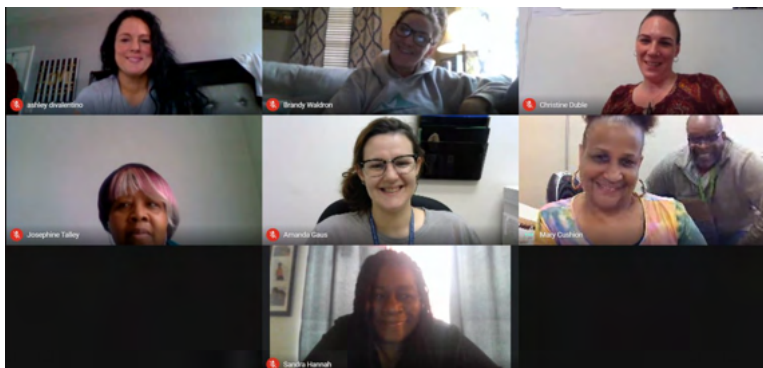 ashley divalentino
Brandy Waldron
Christine Duble
Josephine Talley
Amanda Gaus
Mary Cushion
Sandra Hannah